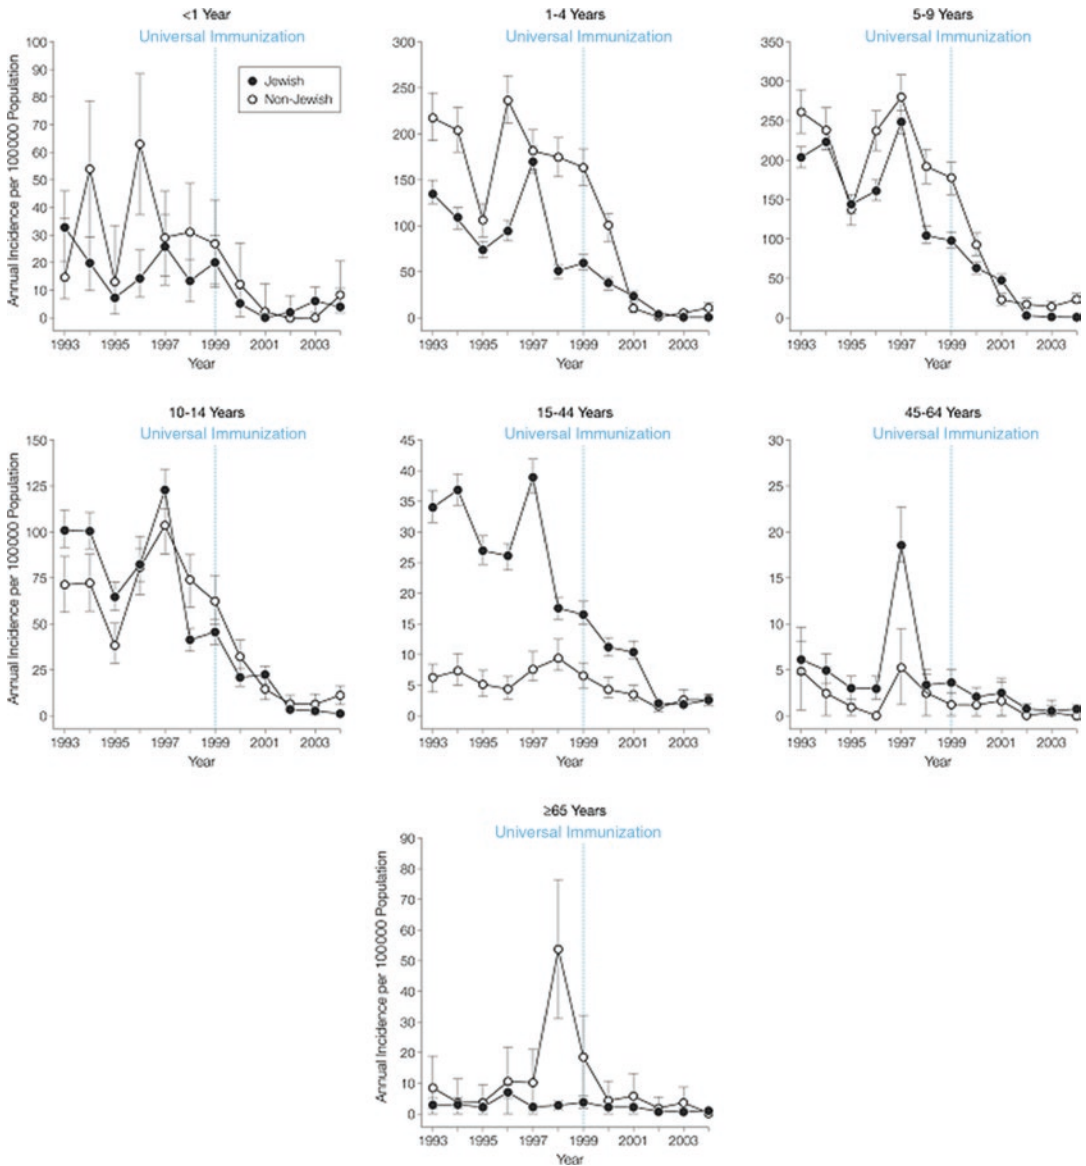 <1 Year
Universal Immunization
Annual Incidence per 100000 Population
100
90
80
70
60
50
40
30
20
10
0
Jewish
Non-Jewish
1993 1995 1997 1999 2001 2003
Year
1-4 Years
Universal Immunization
300
250
200
150
100
50
0
1993 1995 1997 1999 2001 2003
Year
5-9 Years
Universal Immunization
350
300
250
200
150
100
50
0
1993 1995 1997 1999 2001 2003
Year
10-14 Years
Universal Immunization
Annual Incidence per 100000 Population
150
125
100
75
50
25
0
1993 1995 1997 1999 2001 2003
Year
15-44 Years
Universal Immunization
45
40
35
30
25
20
15
10
5
0
1993 1995 1997 1999 2001 2003
Year
45-64 Years
Universal Immunization
30
25
20
15
10
5
0
1993 1995 1997 1999 2001 2003
Year
≥65 Years
Universal Immunization
Annual Incidence per 100000 Population
90
80
70
60
50
40
30
20
10
0
1993 1995 1997 1999 2001 2003
Year